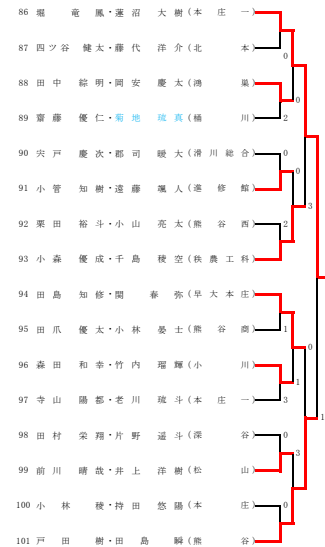 86 堀 竜 鳳・蓮沼 大樹 (本庄一)
87 四ツ谷 健太・藤代 洋介 (北本)
0
88 田中 綜明・岡安 慶太 (鴻巣)
0
89 齋藤 優仁・菊地 琉真 (桶川)
2
90 宍戸 慶次・郡司 暖大 (滑川総合)
0
0
91 小菅 知樹・遠藤 颯人 (進修館)
3
92 栗田 裕斗・小山 亮太 (熊谷西)
2
93 小森 優成・千島 稜空 (秩農工科)
94 田島 知修・関 春弥 (早大本庄)
95 田爪 優太・小林 晏士 (熊谷商)
1
0
96 森田 和幸・竹内 瑠輝 (小川)
1
97 寺山 陽都・老川 琉斗 (本庄一)
3
1
98 田村 栄翔・片野 遥斗 (深谷)
0
3
99 前川 晴哉・井上 洋樹 (松山)
100 小林 稜・持田 悠陽 (本庄)
0
101 戸田 樹・田島 瞬 (熊谷)